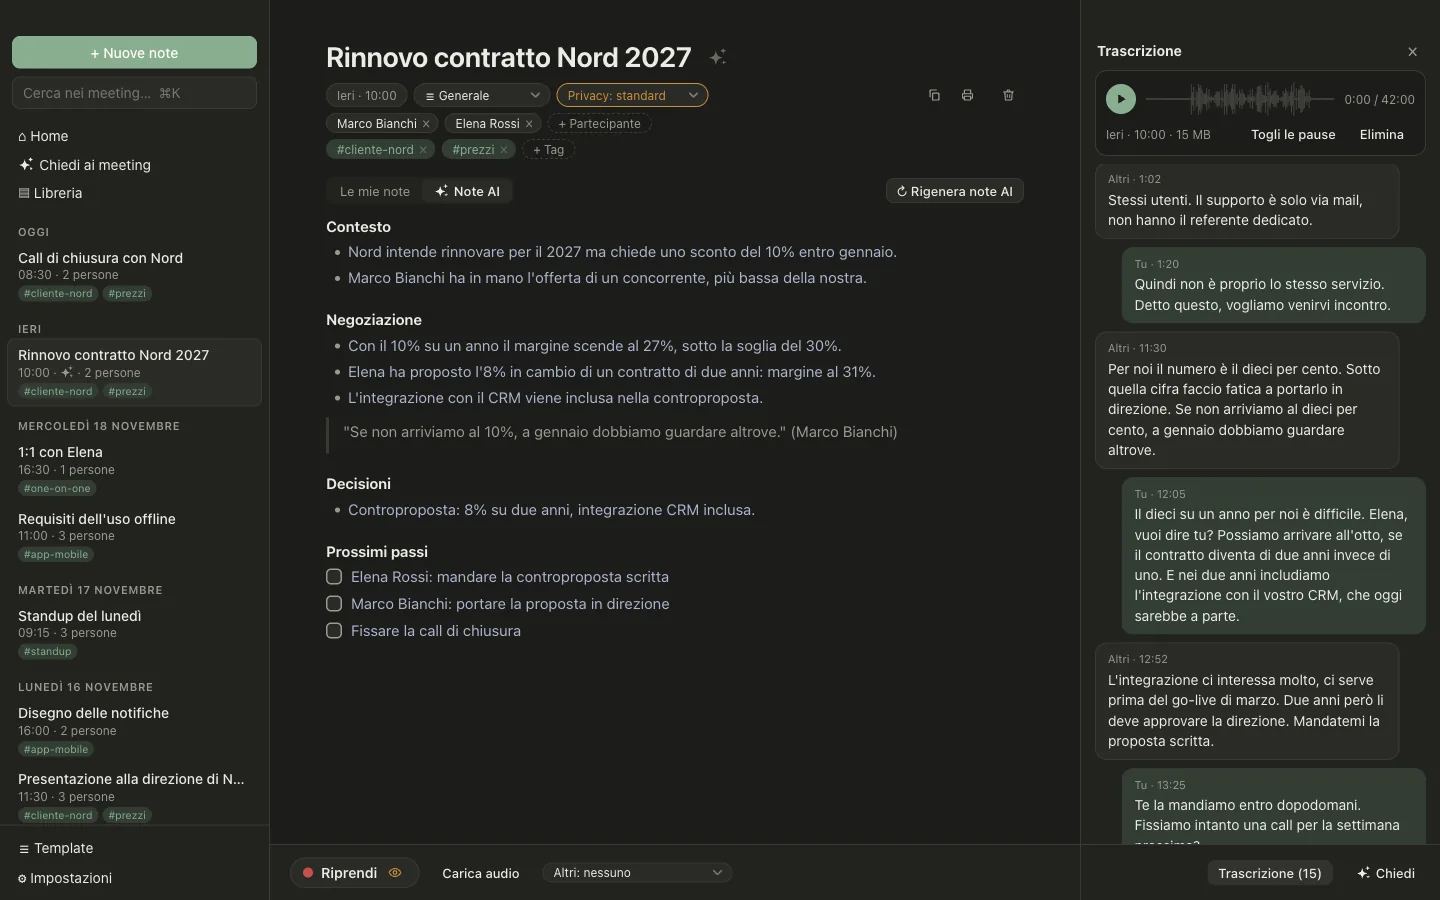 + Nuove note
Cerca nei meeting... ⌘K
Home
Chiedi ai meeting
Libreria
OGGI
Call di chiusura con Nord
08:30 · 2 persone
#cliente-nord #prezzi
IERI
Rinnovo contratto Nord 2027
10:00 · · 2 persone
#cliente-nord #prezzi
MERCOLEDÌ 18 NOVEMBRE
1:1 con Elena
16:30 · 1 persone
#one-on-one
Requisiti dell'uso offline
11:00 · 3 persone
#app-mobile
MARTEDÌ 17 NOVEMBRE
Standup del lunedì
09:15 · 3 persone
#standup
LUNEDÌ 16 NOVEMBRE
Disegno delle notifiche
16:00 · 2 persone
#app-mobile
Presentazione alla direzione di N...
11:30 · 3 persone
#cliente-nord #prezzi
Template
Impostazioni
Rinnovo contratto Nord 2027
Ieri · 10:00 Generale Privacy: standard
Marco Bianchi × Elena Rossi × + Partecipante
#cliente-nord × #prezzi × + Tag
Le mie note Note AI Rigenera note AI
Contesto
• Nord intende rinnovare per il 2027 ma chiede uno sconto del 10% entro gennaio.
• Marco Bianchi ha in mano l'offerta di un concorrente, più bassa della nostra.
Negoziazione
• Con il 10% su un anno il margine scende al 27%, sotto la soglia del 30%.
• Elena ha proposto l'8% in cambio di un contratto di due anni: margine al 31%.
• L'integrazione con il CRM viene inclusa nella controproposta.
"Se non arriviamo al 10%, a gennaio dobbiamo guardare altrove." (Marco Bianchi)
Decisioni
• Controproposta: 8% su due anni, integrazione CRM inclusa.
Prossimi passi
Elena Rossi: mandare la controproposta scritta
Marco Bianchi: portare la proposta in direzione
Fissare la call di chiusura
Riprendi Carica audio Altri: nessuno
Trascrizione ×
0:00 / 42:00
Ieri · 10:00 · 15 MB Togli le pause Elimina
Altri · 1:02
Stessi utenti. Il supporto è solo via mail,
non hanno il referente dedicato.
Tu · 1:20
Quindi non è proprio lo stesso servizio.
Detto questo, vogliamo venirvi incontro.
Altri · 11:30
Per noi il numero è il dieci per cento. Sotto
quella cifra faccio fatica a portarlo in
direzione. Se non arriviamo al dieci per
cento, a gennaio dobbiamo guardare
altrove.
Tu · 12:05
Il dieci su un anno per noi è difficile. Elena,
vuoi dire tu? Possiamo arrivare all'otto, se
il contratto diventa di due anni invece di
uno. E nei due anni includiamo
l'integrazione con il vostro CRM, che oggi
sarebbe a parte.
Altri · 12:52
L'integrazione ci interessa molto, ci serve
prima del go-live di marzo. Due anni però li
deve approvare la direzione. Mandatemi la
proposta scritta.
Tu · 13:25
Te la mandiamo entro dopodomani.
Fissiamo intanto una call per la settimana
Trascrizione (15) Chiedi